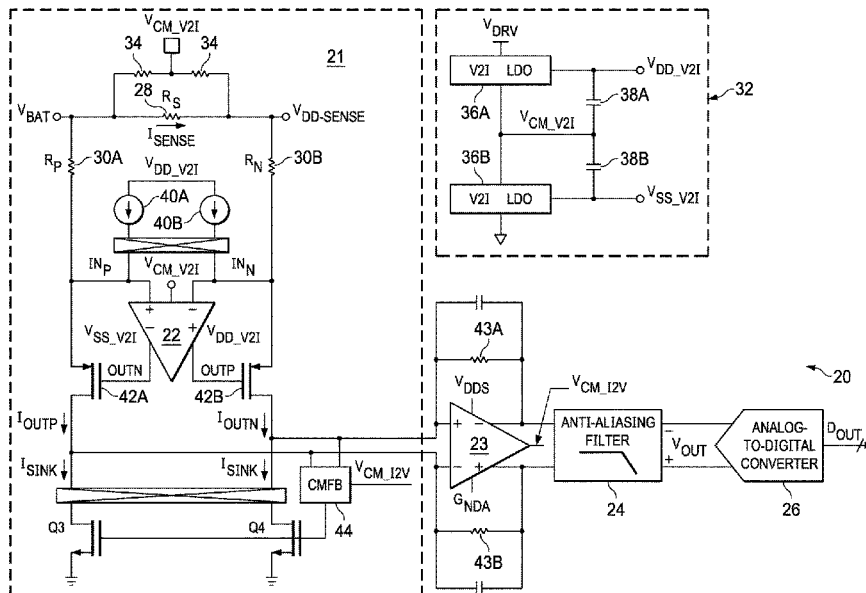 V_CM_V2I
34
34
21
28
R_S
V_BAT
V_DD-SENSE
I_SENSE
R_P
30A
R_N
30B
V_DD_V2I
40A
40B
IN_P
V_CM_V2I
IN_N
+
−
−
+
22
V_SS_V2I
V_DD_V2I
OUTN
OUTP
42A
42B
I_OUTP
I_OUTN
I_SINK
I_SINK
CMFB
V_CM_I2V
44
Q3
Q4
V_DRV
V2I LDO
V_DD_V2I
36A
38A
32
V_CM_V2I
36B
38B
V2I LDO
V_SS_V2I
43A
V_DDS
V_CM_I2V
20
+
−
23
−
+
G_NDA
43B
ANTI-ALIASING
FILTER
24
−
V_OUT
+
ANALOG-
TO-DIGITAL
CONVERTER
26
D_OUT